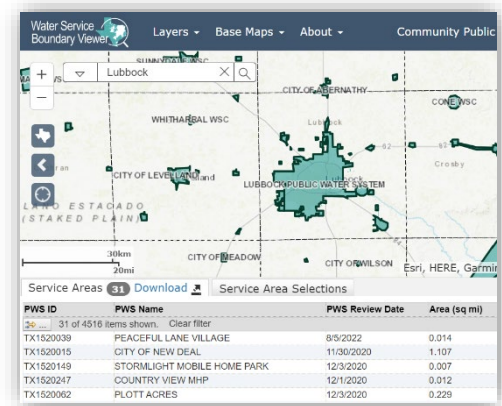 Water Service
Boundary Viewer
Layers
Base Maps
About
Community Public
Lubbock
CITY OF ABERNATHY
CONE WSC
WHITHARRAL WSC
Lubbock
82
Crosby
CITY OF LEVELLAND
LUBBOCK PUBLIC WATER SYSTEM
LLANO ESTACADO
(STAKED PLAIN)
30km
20mi
CITY OF MEADOW
CITY OF WILSON
Esri, HERE, Garmin
Service Areas 31 Download
Service Area Selections
PWS ID PWS Name PWS Review Date Area (sq mi)
... 31 of 4516 items shown. Clear filter
TX1520039 PEACEFUL LANE VILLAGE 8/5/2022 0.014
TX1520015 CITY OF NEW DEAL 11/30/2020 1.107
TX1520149 STORMLIGHT MOBILE HOME PARK 12/3/2020 0.007
TX1520247 COUNTRY VIEW MHP 12/1/2020 0.012
TX1520062 PLOTT ACRES 12/3/2020 0.229